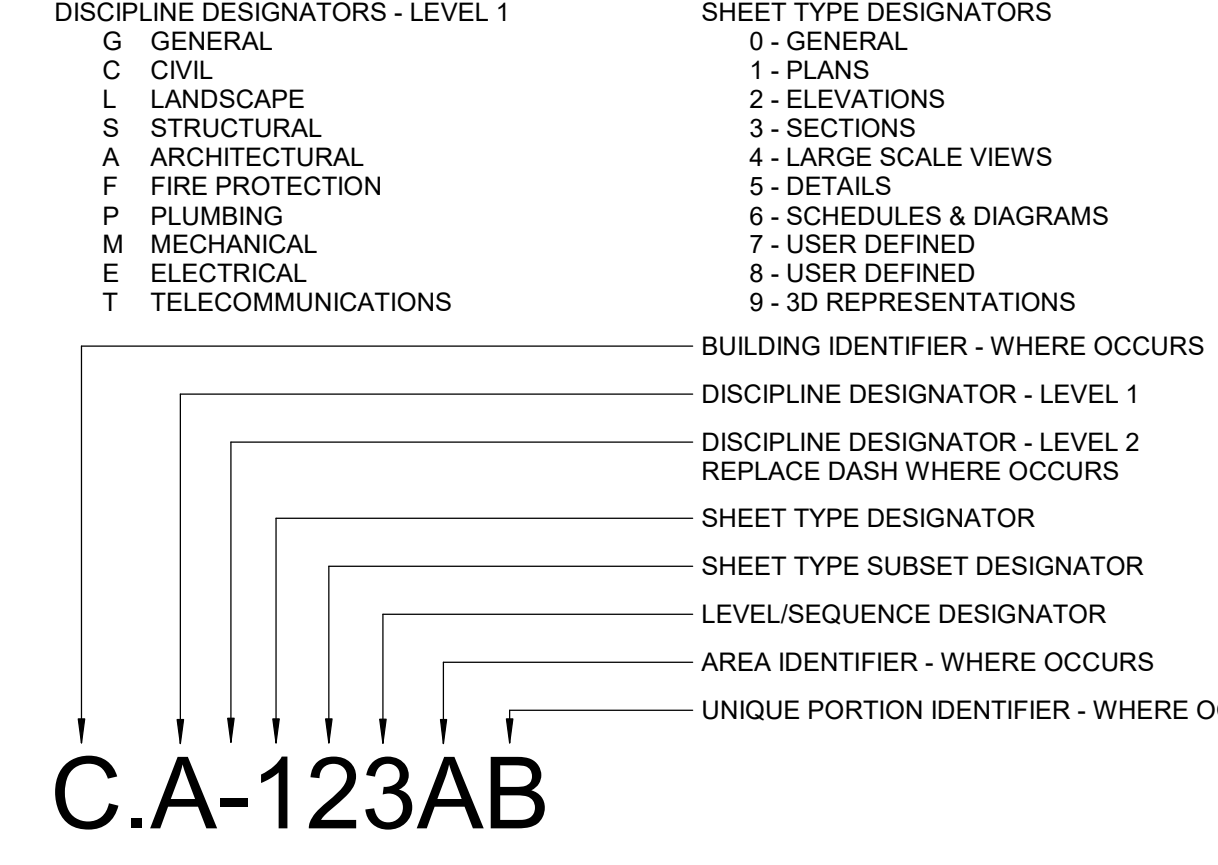 DISCIPLINE DESIGNATORS - LEVEL 1
G GENERAL
C CIVIL
L LANDSCAPE
S STRUCTURAL
A ARCHITECTURAL
F FIRE PROTECTION
P PLUMBING
M MECHANICAL
E ELECTRICAL
T TELECOMMUNICATIONS
SHEET TYPE DESIGNATORS
0 - GENERAL
1 - PLANS
2 - ELEVATIONS
3 - SECTIONS
4 - LARGE SCALE VIEWS
5 - DETAILS
6 - SCHEDULES & DIAGRAMS
7 - USER DEFINED
8 - USER DEFINED
9 - 3D REPRESENTATIONS
BUILDING IDENTIFIER - WHERE OCCURS
DISCIPLINE DESIGNATOR - LEVEL 1
DISCIPLINE DESIGNATOR - LEVEL 2
REPLACE DASH WHERE OCCURS
SHEET TYPE DESIGNATOR
SHEET TYPE SUBSET DESIGNATOR
LEVEL/SEQUENCE DESIGNATOR
AREA IDENTIFIER - WHERE OCCURS
UNIQUE PORTION IDENTIFIER - WHERE
C.A-123AB